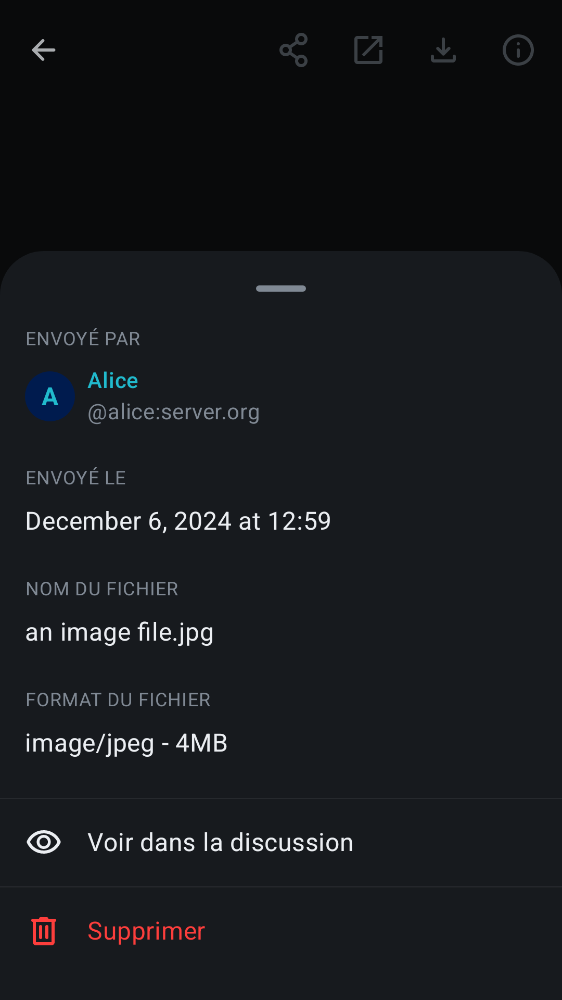 ENVOYÉ PAR
A
Alice
@alice:server.org
ENVOYÉ LE
December 6, 2024 at 12:59
NOM DU FICHIER
an image file.jpg
FORMAT DU FICHIER
image/jpeg - 4MB
Voir dans la discussion
Supprimer